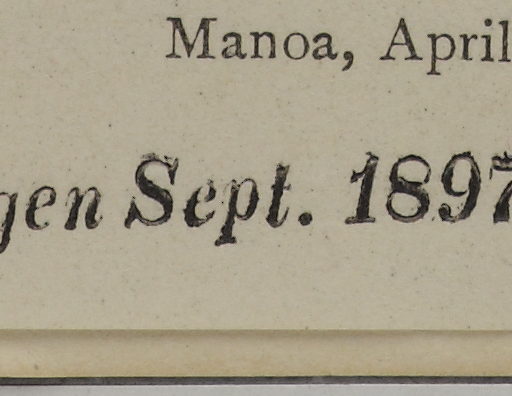 Manoa, April
gen Sept. 1897